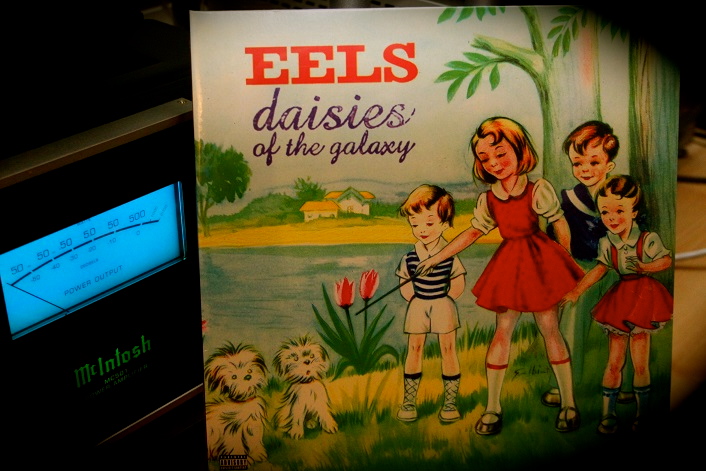 EELS
daisies
of the galaxy
50 .50 .50 50 500
POWER OUTPUT
McIntosh